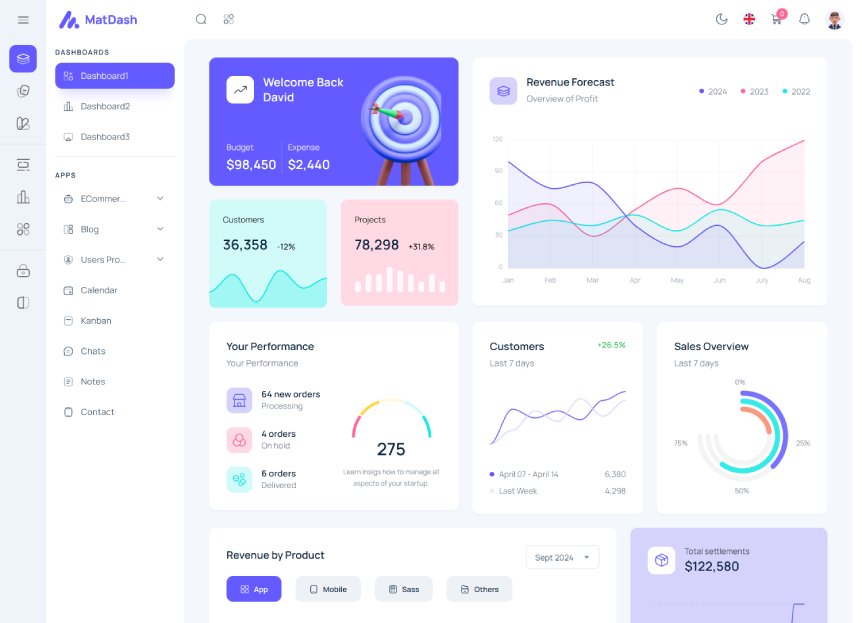 MatDash
0
DASHBOARDS
Dashboard1
Dashboard2
Dashboard3
APPS
ECommer...
Blog
Users Pro...
Calendar
Kanban
Chats
Notes
Contact
Welcome Back
David
Budget
Expense
$98,450
$2,440
Customers
36,358 -12%
Projects
78,298 +31.8%
Revenue Forecast
Overview of Profit
2024 2023 2022
120
90
60
30
0
Jan Feb Mar Apr May Jun July Aug
Your Performance
Your Performance
64 new orders
Processing
4 orders
On hold
6 orders
Delivered
275
Learn insigs how to manage all
aspects of your startup.
Customers +26.5%
Last 7 days
April 07 - April 14 6,380
Last Week 4,298
Sales Overview
Last 7 days
0%
75% 25%
50%
Revenue by Product
Sept 2024
App
Mobile
Sass
Others
Total settlements
$122,580